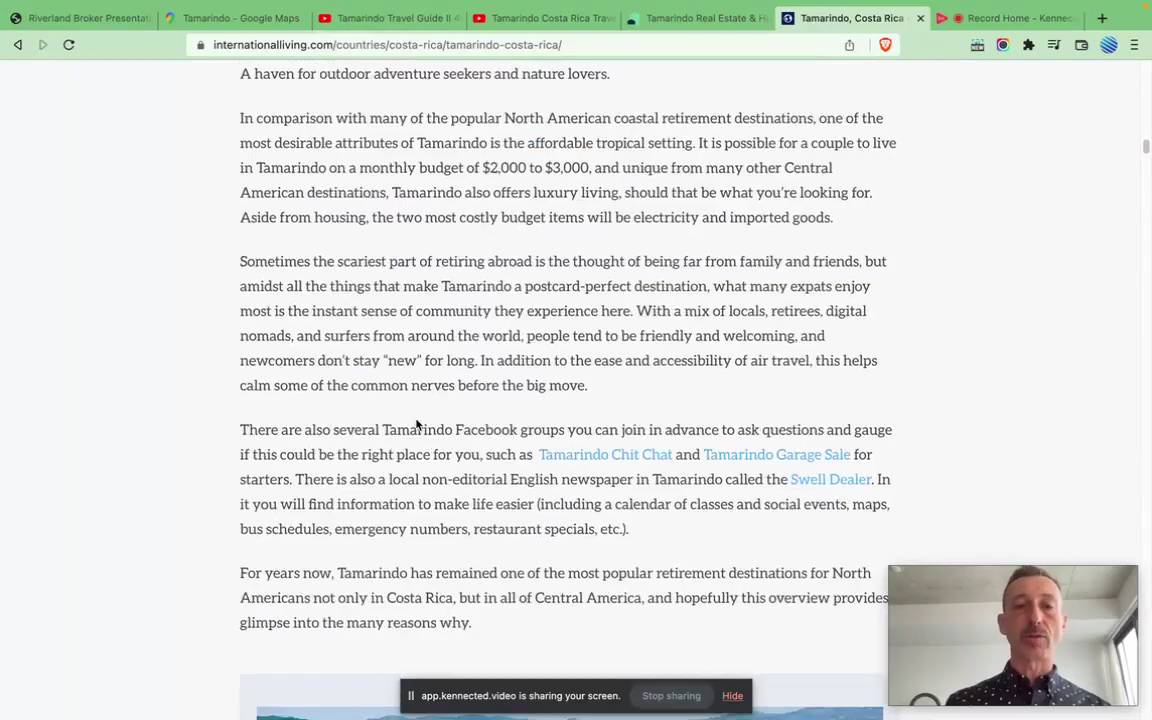 Riverland Broker Presentat
Tamarindo - Google Maps
Tamarindo Travel Guide II 4
Tamarindo Costa Rica Trave
Tamarindo Real Estate & H
Tamarindo, Costa Rica
Record Home - Kennec
internationalliving.com/countries/costa-rica/tamarindo-costa-rica/
A haven for outdoor adventure seekers and nature lovers.
In comparison with many of the popular North American coastal retirement destinations, one of the
most desirable attributes of Tamarindo is the affordable tropical setting. It is possible for a couple to live
in Tamarindo on a monthly budget of $2,000 to $3,000, and unique from many other Central
American destinations, Tamarindo also offers luxury living, should that be what you're looking for.
Aside from housing, the two most costly budget items will be electricity and imported goods.
Sometimes the scariest part of retiring abroad is the thought of being far from family and friends, but
amidst all the things that make Tamarindo a postcard-perfect destination, what many expats enjoy
most is the instant sense of community they experience here. With a mix of locals, retirees, digital
nomads, and surfers from around the world, people tend to be friendly and welcoming, and
newcomers don't stay “new” for long. In addition to the ease and accessibility of air travel, this helps
calm some of the common nerves before the big move.
There are also several Tamarindo Facebook groups you can join in advance to ask questions and gauge
if this could be the right place for you, such as Tamarindo Chit Chat and Tamarindo Garage Sale for
starters. There is also a local non-editorial English newspaper in Tamarindo called the Swell Dealer. In
it you will find information to make life easier (including a calendar of classes and social events, maps,
bus schedules, emergency numbers, restaurant specials, etc.).
For years now, Tamarindo has remained one of the most popular retirement destinations for North
Americans not only in Costa Rica, but in all of Central America, and hopefully this overview provides
glimpse into the many reasons why.
app.kennected.video is sharing your screen.
Stop sharing
Hide